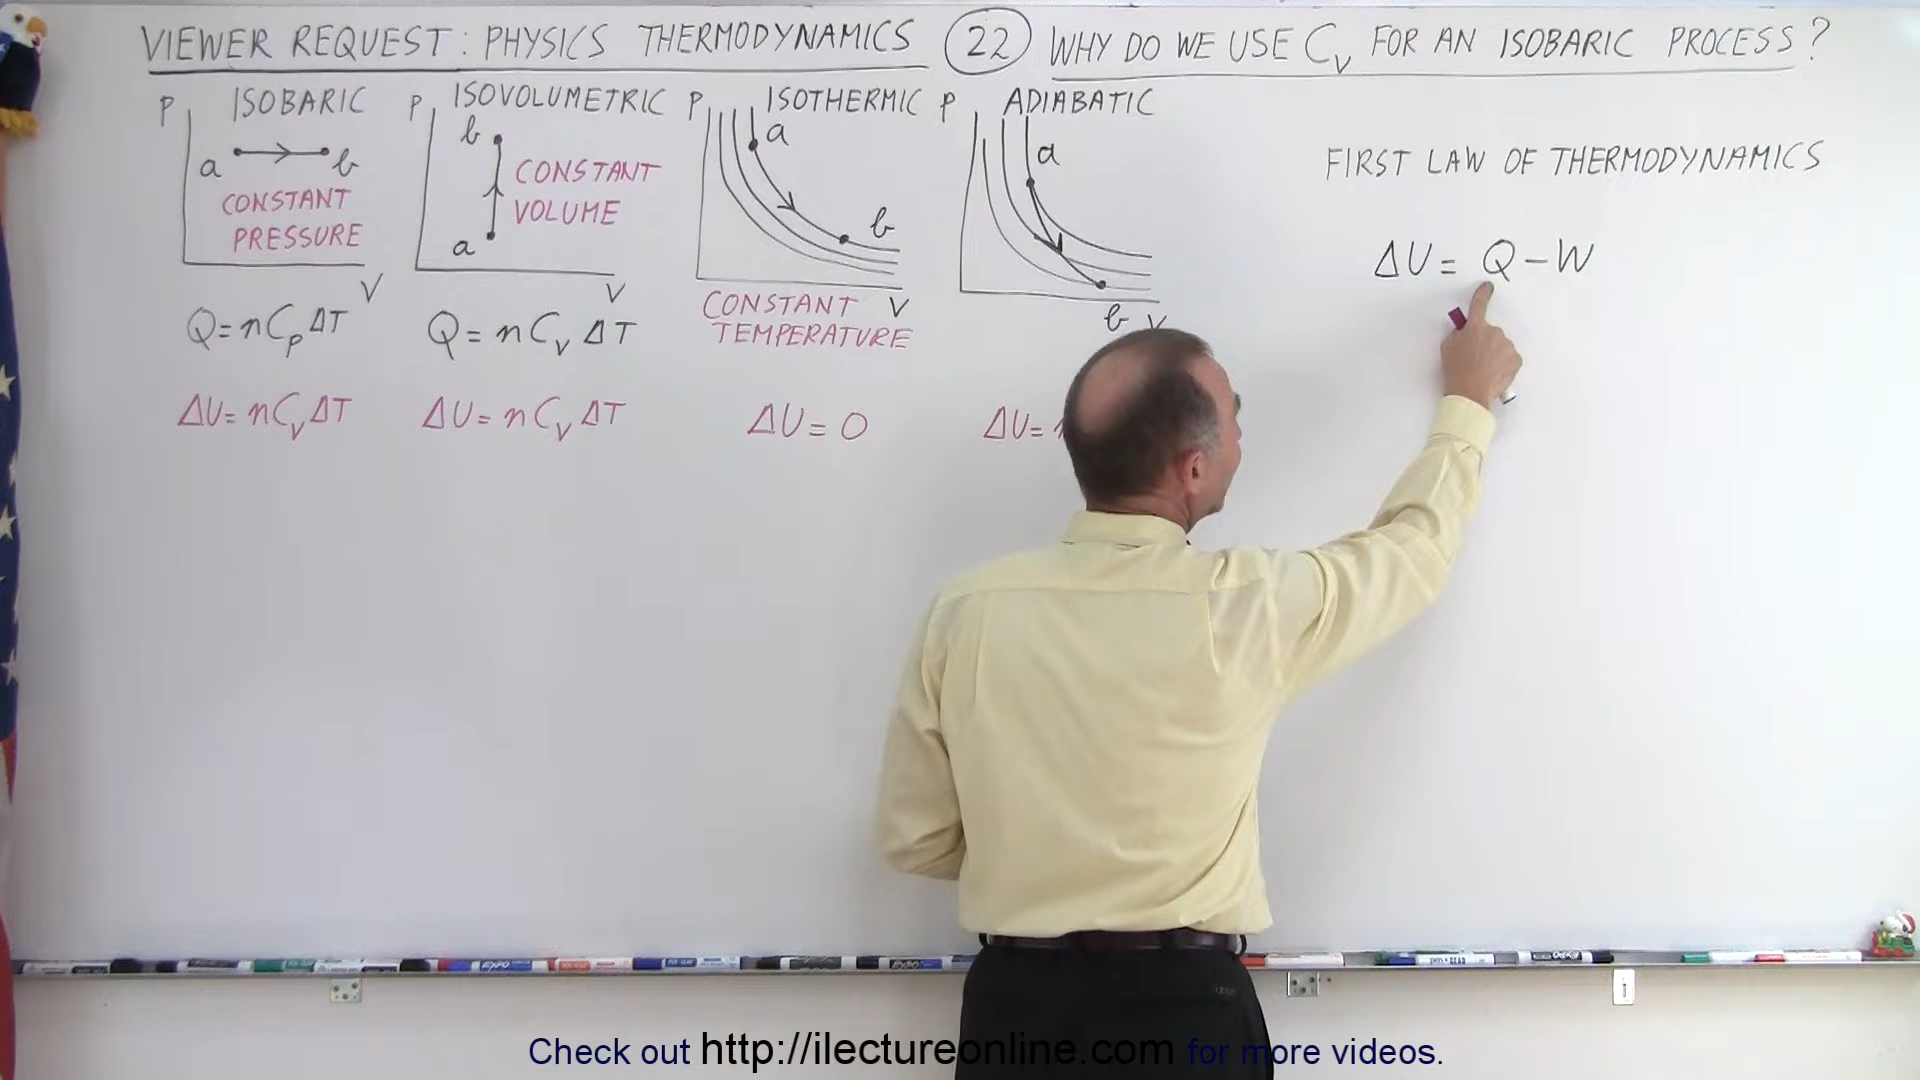 VIEWER REQUEST: PHYSICS THERMODYNAMICS 22 WHY DO WE USE Cv FOR AN ISOBARIC PROCESS?
P ISOBARIC
a b
CONSTANT
PRESSURE
V
Q=nCpΔT
ΔU=nCvΔT
P ISOVOLUMETRIC
b
CONSTANT
VOLUME
a
V
Q=nCvΔT
ΔU=nCvΔT
P ISOTHERMIC
a
b
V
CONSTANT
TEMPERATURE
ΔU=0
P ADIABATIC
a
b V
ΔU=
FIRST LAW OF THERMODYNAMICS
ΔU=Q-W
EXPO
EXPO
Check out http://ilectureonline.com for more videos.